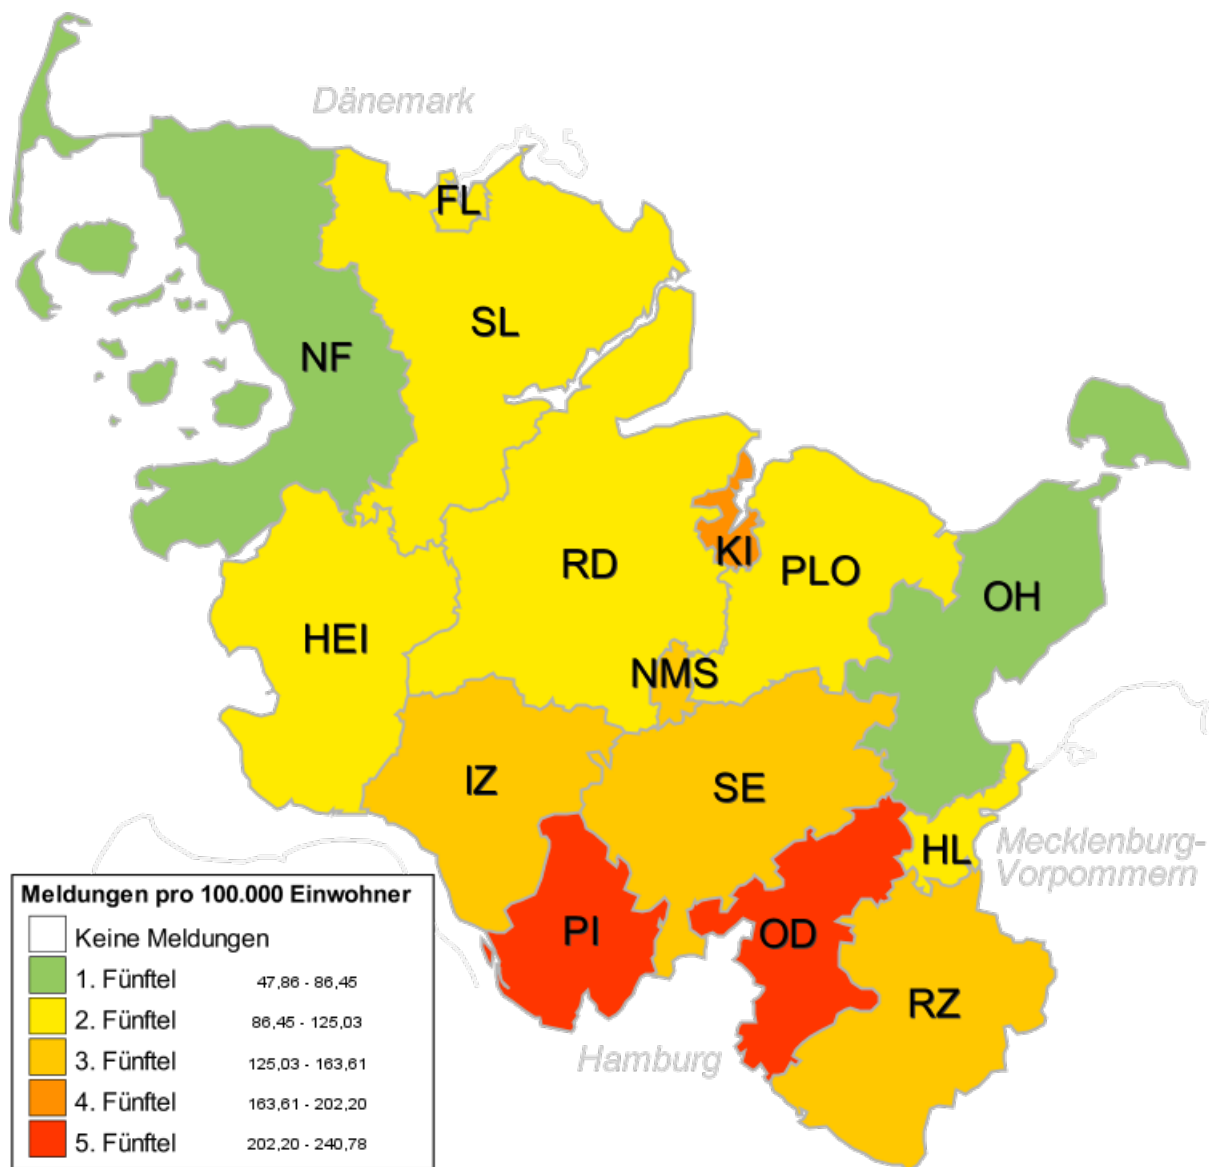 Dänemark
FL
SL
NF
RD
KI
PLO
OH
HEI
NMS
IZ
SE
HL
Mecklenburg-
Vorpommern
PI
OD
RZ
Hamburg
Meldungen pro 100.000 Einwohner
Keine Meldungen
1. Fünftel 47,86 - 86,45
2. Fünftel 86,45 - 125,03
3. Fünftel 125,03 - 163,61
4. Fünftel 163,61 - 202,20
5. Fünftel 202,20 - 240,78